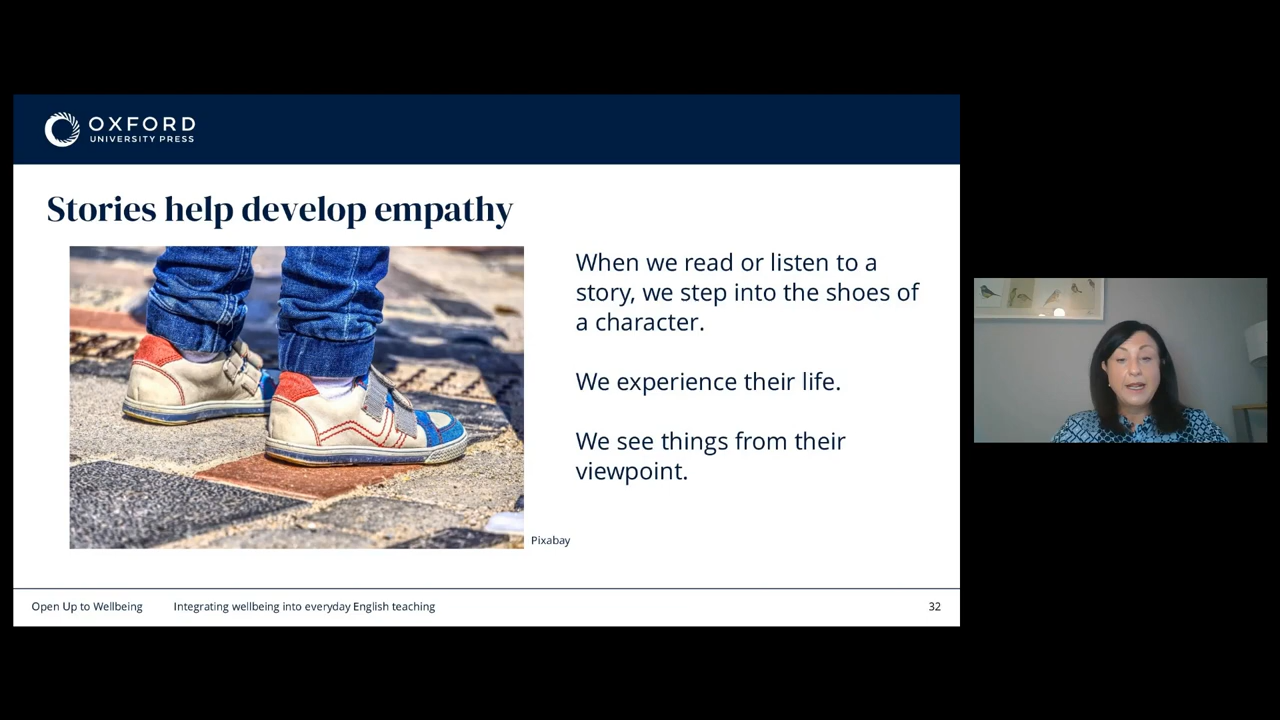 OXFORD
UNIVERSITY PRESS
Stories help develop empathy
When we read or listen to a
story, we step into the shoes of
a character.
We experience their life.
We see things from their
viewpoint.
Pixabay
Open Up to Wellbeing Integrating wellbeing into everyday English teaching 32